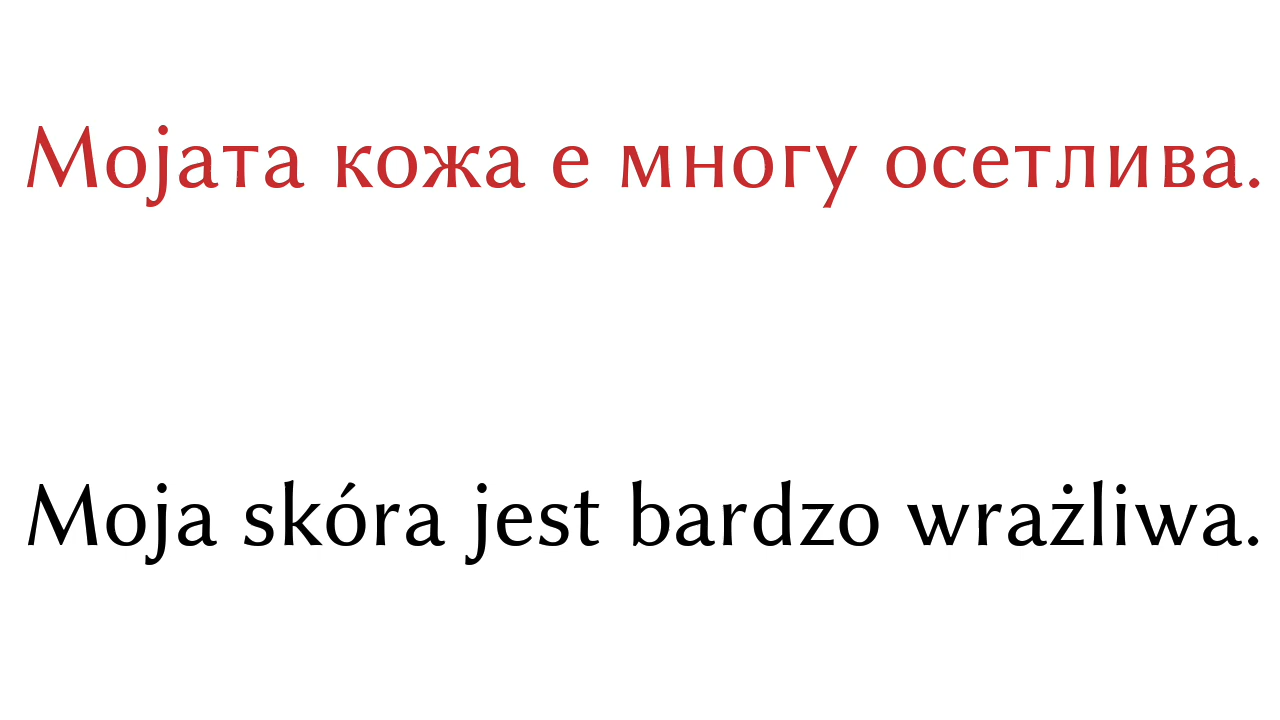 Мојата кожа е многу осетлива.
Moja skóra jest bardzo wrażliwa.